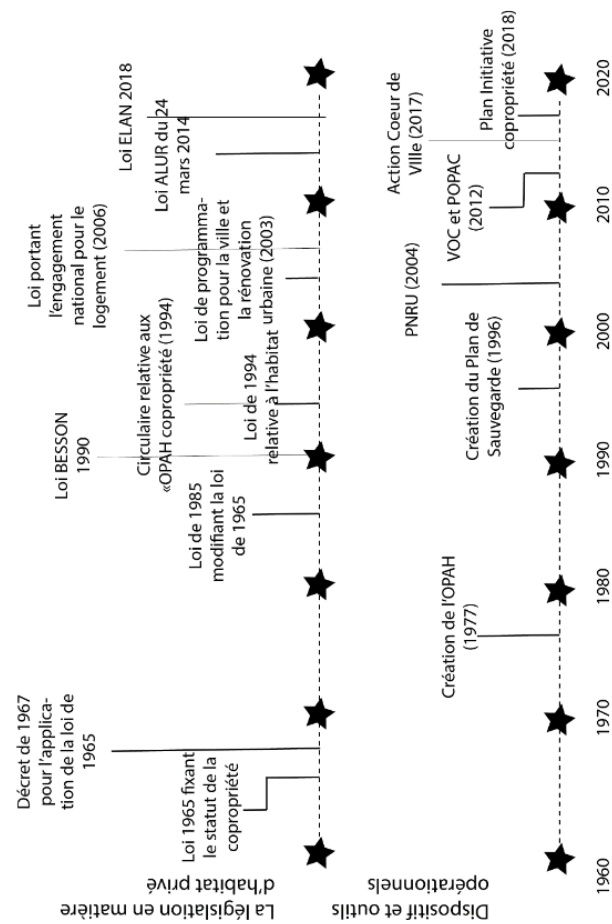 La législation en matière
d'habitat privé
Loi 1965 fixant
le statut de la
copropriété
Décret de 1967
pour l'applica-
tion de la loi de
1965
Loi de 1985
modifiant la loi
de 1965
Loi BESSON
1990
Circulaire relative aux
«OPAH copropriété (1994)
Loi de 1994
relative à l'habitat
Loi de programma-
tion pour la ville et
la rénovation
urbaine (2003)
Loi portant
l'engagement
national pour le
logement (2006)
Loi ALUR du 24
mars 2014
Loi ELAN 2018
Dispositif et outils
opérationnels
Création de l'OPAH
(1977)
Création du Plan de
Sauvegarde (1996)
PNRU (2004)
VOC et POPAC
(2012)
Action Coeur de
VIlle (2017)
Plan Initiative
copropriété (2018)
1960
1970
1980
1990
2000
2010
2020